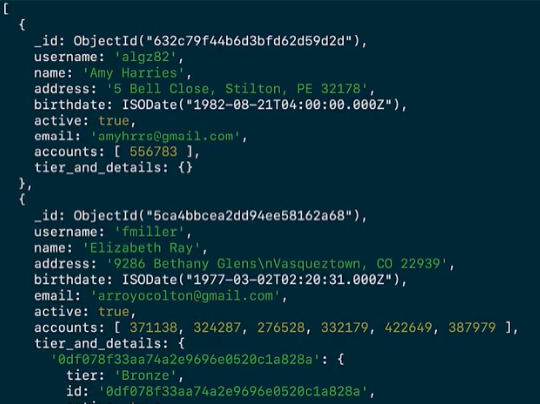 [
{
_id: ObjectId("632c79f44b6d3bfd62d59d2d"),
username: 'algz82',
name: 'Amy Harries',
address: '5 Bell Close, Stilton, PE 32178',
birthdate: ISODate("1982-08-21T04:00:00.000Z"),
active: true,
email: 'amyhrrs@gmail.com',
accounts: [ 556783 ],
tier_and_details: {}
},
{
_id: ObjectId("5ca4bbcea2dd94ee58162a68"),
username: 'fmiller',
name: 'Elizabeth Ray',
address: '9286 Bethany Glens\nVasqueztown, CO 22939',
birthdate: ISODate("1977-03-02T02:20:31.000Z"),
email: 'arroyocolton@gmail.com',
active: true,
accounts: [ 371138, 324287, 276528, 332179, 422649, 387979 ],
tier_and_details: {
'0df078f33aa74a2e9696e0520c1a828a': {
tier: 'Bronze',
id: '0df078f33aa74a2e9696e0520c1a828a',